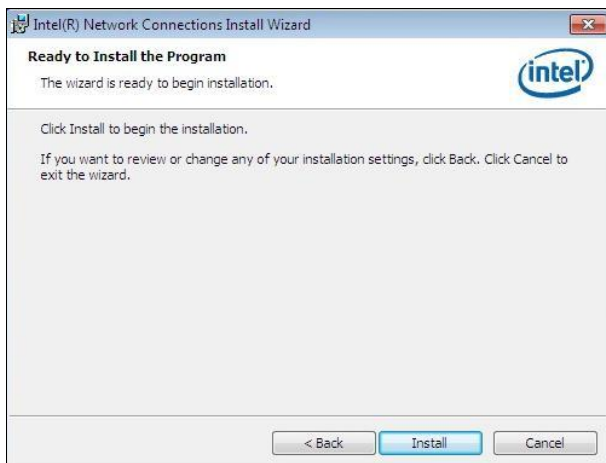 Intel(R) Network Connections Install Wizard
Ready to Install the Program
The wizard is ready to begin installation.
intel
Click Install to begin the installation.
If you want to review or change any of your installation settings, click Back. Click Cancel to
exit the wizard.
< Back Install Cancel